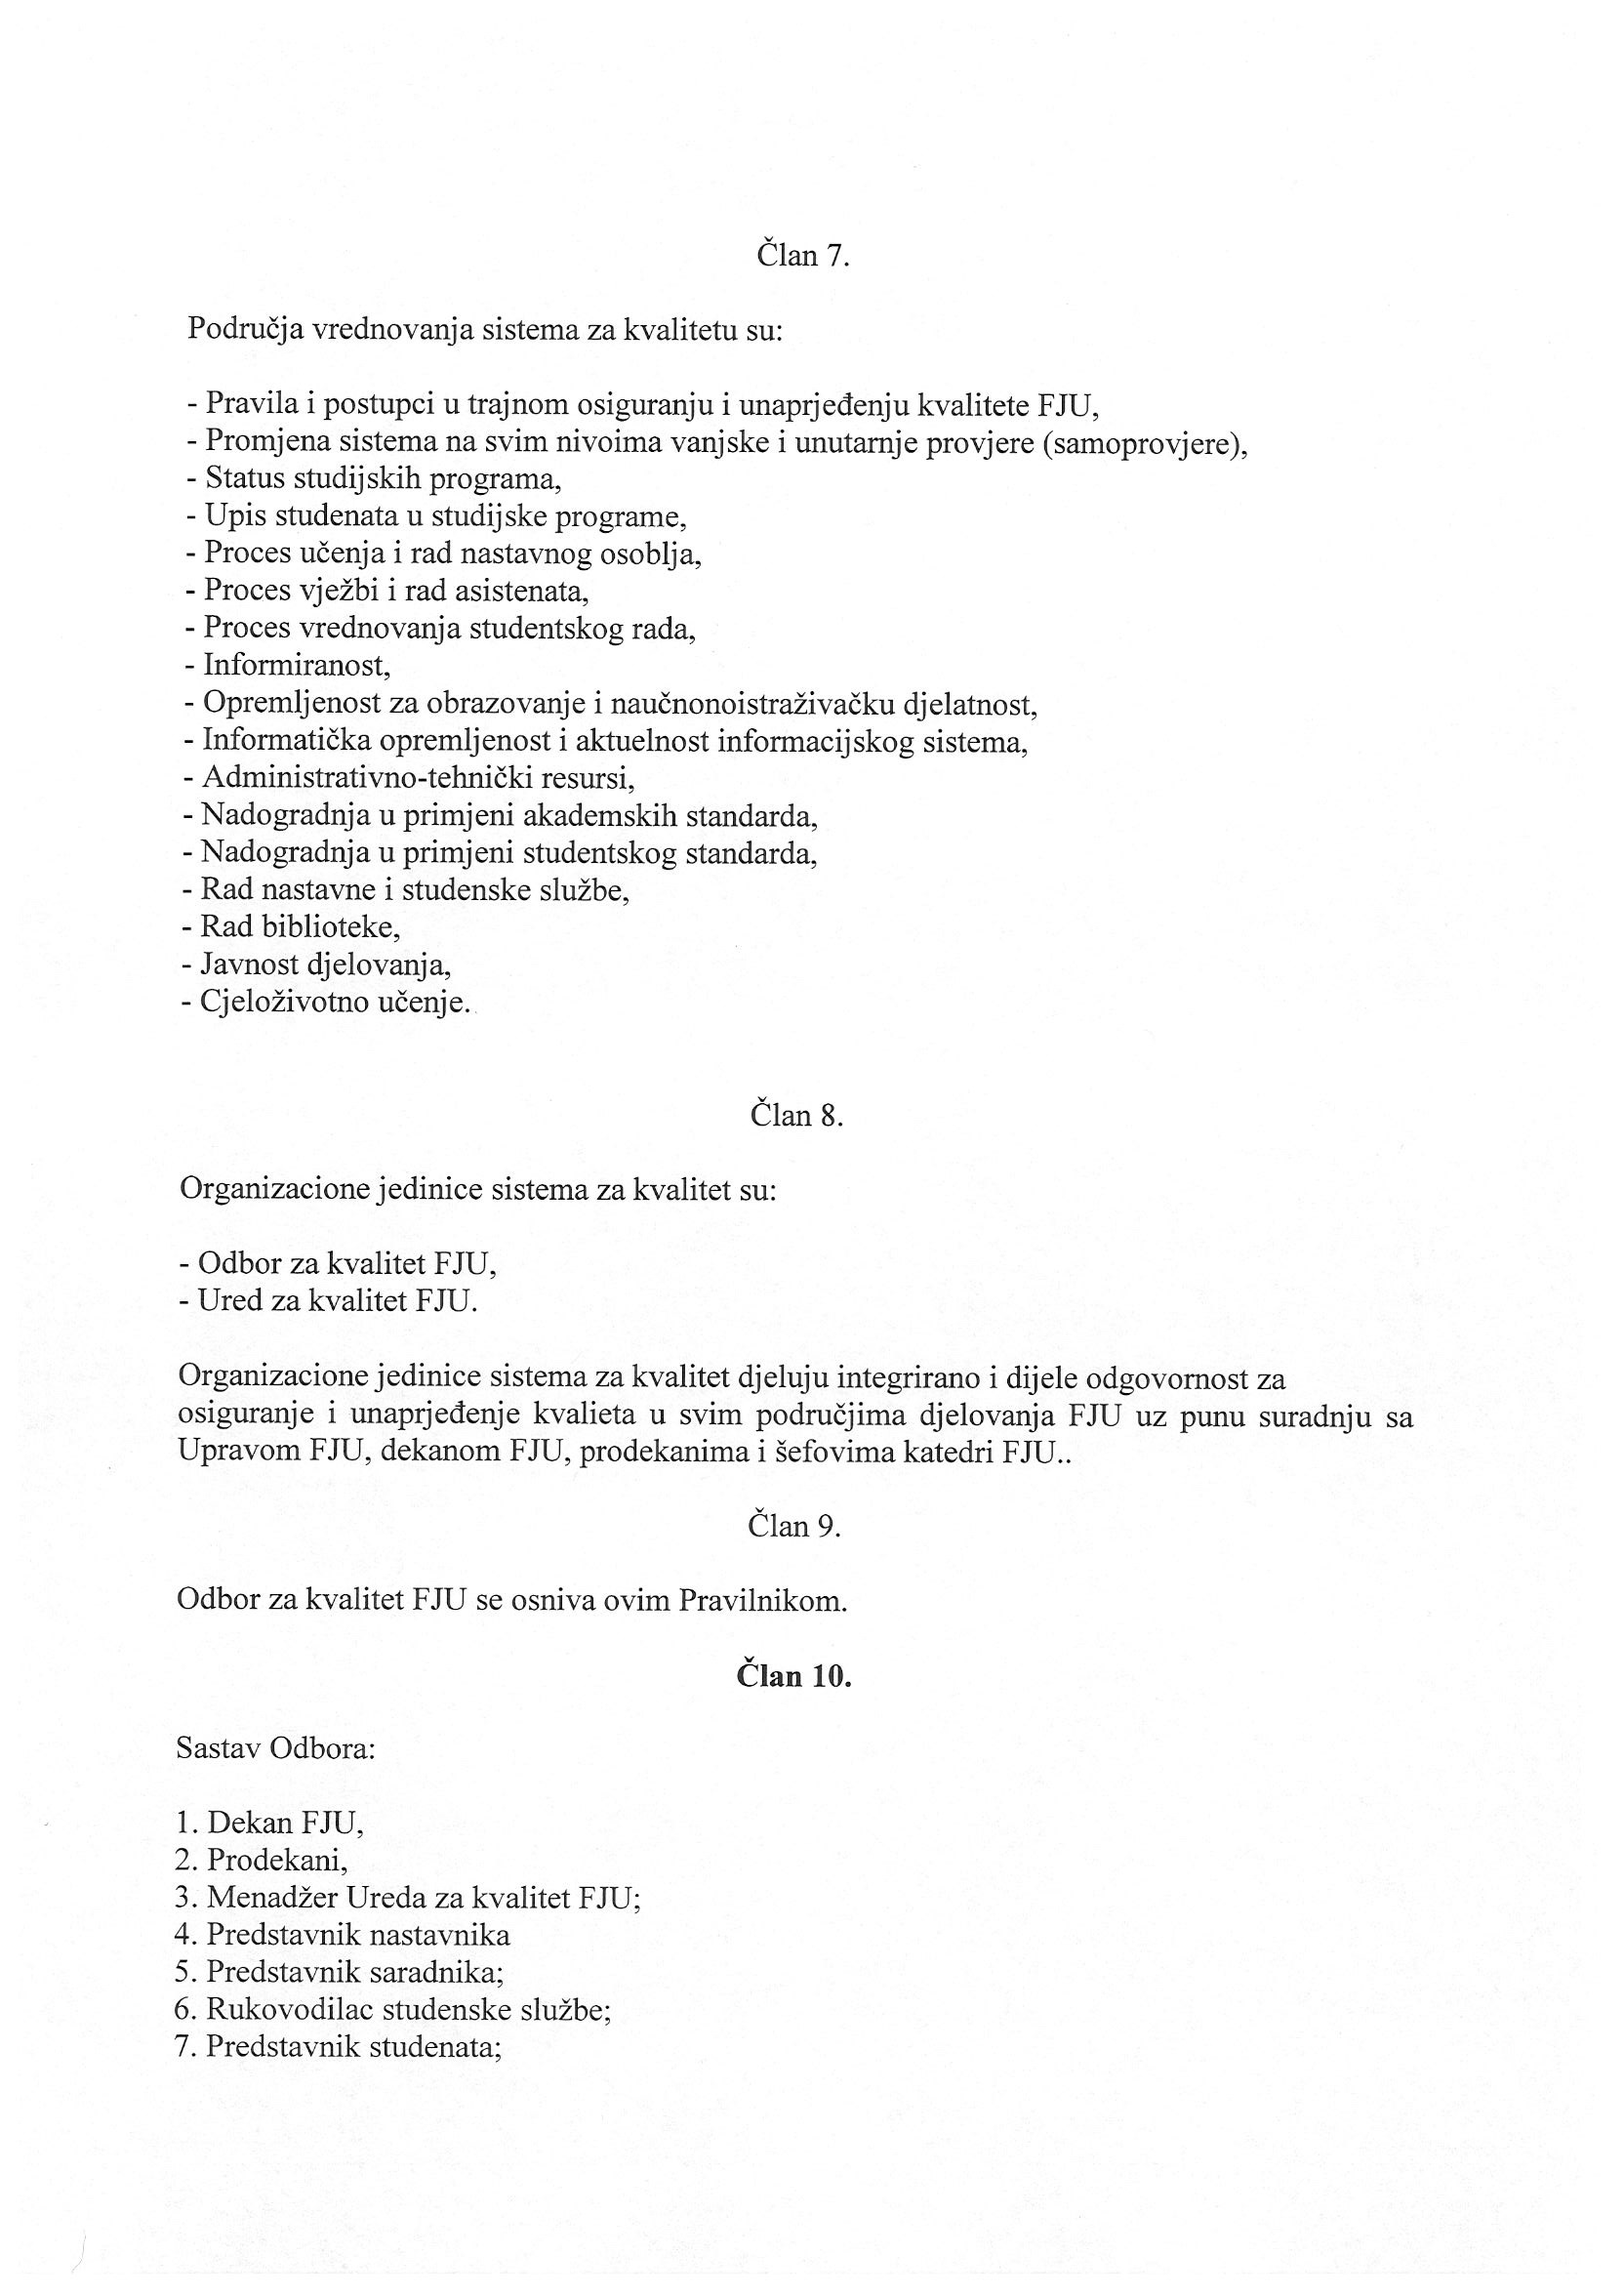 Član 7.
Područja vrednovanja sistema za kvalitetu su:
- Pravila i postupci u trajnom osiguranju i unaprjeđenju kvalitete FJU,
- Promjena sistema na svim nivoima vanjske i unutarnje provjere (samoprovjere),
- Status studijskih programa,
- Upis studenata u studijske programe,
- Proces učenja i rad nastavnog osoblja,
- Proces vježbi i rad asistenata,
- Proces vrednovanja studentskog rada,
- Informiranost,
- Opremljenost za obrazovanje i naučnonoistraživačku djelatnost,
- Informatička opremljenost i aktuelnost informacijskog sistema,
- Administrativno-tehnički resursi,
- Nadogradnja u primjeni akademskih standarda,
- Nadogradnja u primjeni studentskog standarda,
- Rad nastavne i studenske službe,
- Rad biblioteke,
- Javnost djelovanja,
- Cjeloživotno učenje.
Član 8.
Organizacione jedinice sistema za kvalitet su:
- Odbor za kvalitet FJU,
- Ured za kvalitet FJU.
Organizacione jedinice sistema za kvalitet djeluju integrirano i dijele odgovornost za
osiguranje i unaprjeđenje kvalieta u svim područjima djelovanja FJU uz punu suradnju sa
Upravom FJU, dekanom FJU, prodekanima i šefovima katedri FJU..
Član 9.
Odbor za kvalitet FJU se osniva ovim Pravilnikom.
Član 10.
Sastav Odbora:
1. Dekan FJU,
2. Prodekani,
3. Menadžer Ureda za kvalitet FJU;
4. Predstavnik nastavnika
5. Predstavnik saradnika;
6. Rukovodilac studenske službe;
7. Predstavnik studenata;